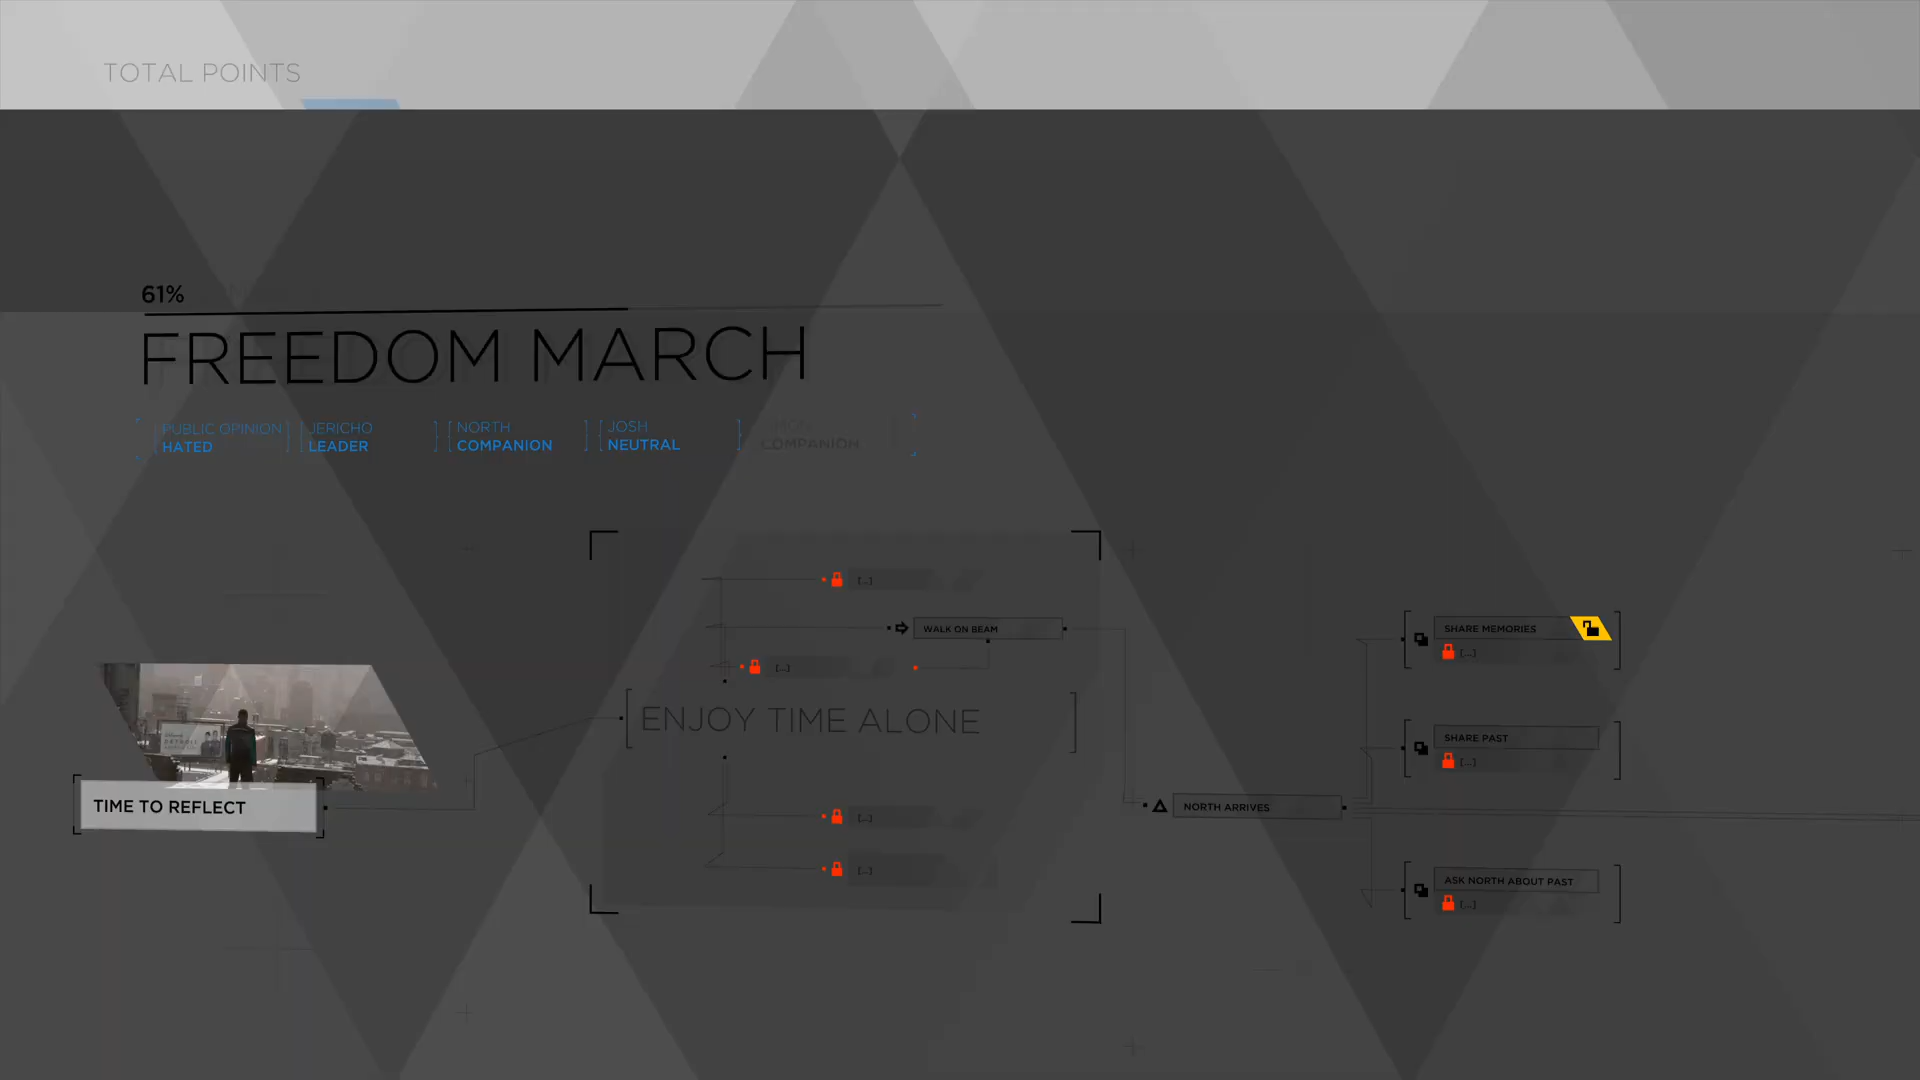 TOTAL POINTS
61%
FREEDOM MARCH
PUBLIC OPINION
HATED
JERICHO
LEADER
NORTH
COMPANION
JOSH
NEUTRAL
COMPANION
[...]
WALK ON BEAM
[...]
ENJOY TIME ALONE
[...]
[...]
TIME TO REFLECT
NORTH ARRIVES
SHARE MEMORIES
[...]
SHARE PAST
[...]
ASK NORTH ABOUT PAST
[...]